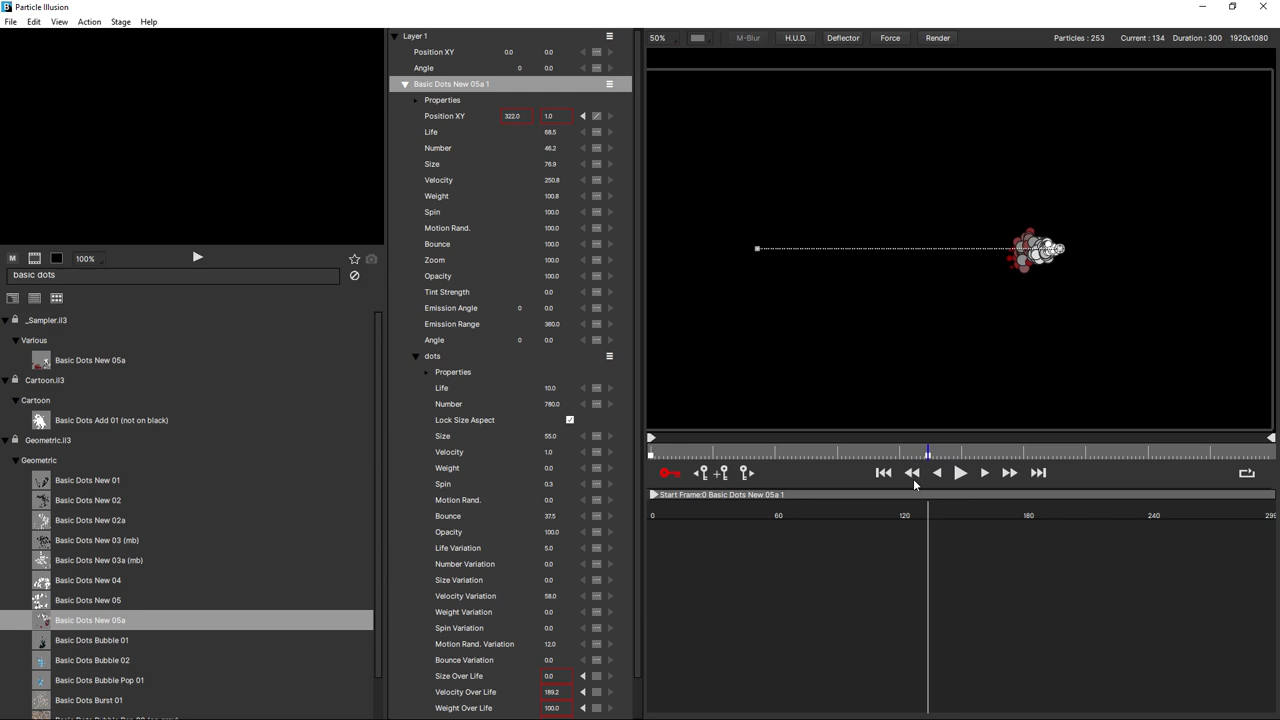 Particle Illusion
File Edit View Action Stage Help
M 100%
basic dots
_Sampler.il3
Various
Basic Dots New 05a
Cartoon.il3
Cartoon
Basic Dots Add 01 (not on black)
Geometric.il3
Geometric
Basic Dots New 01
Basic Dots New 02
Basic Dots New 02a
Basic Dots New 03 (mb)
Basic Dots New 03a (mb)
Basic Dots New 04
Basic Dots New 05
Basic Dots New 05a
Basic Dots Bubble 01
Basic Dots Bubble 02
Basic Dots Bubble Pop 01
Basic Dots Burst 01
Layer 1
Position XY 0.0 0.0
Angle 0 0.0
Basic Dots New 05a 1
Properties
Position XY 322.0 1.0
Life 68.5
Number 46.2
Size 76.9
Velocity 250.8
Weight 100.8
Spin 100.0
Motion Rand. 100.0
Bounce 100.0
Zoom 100.0
Opacity 100.0
Tint Strength 0.0
Emission Angle 0 0.0
Emission Range 360.0
Angle 0 0.0
dots
Properties
Life 10.0
Number 780.0
Lock Size Aspect
Size 55.0
Velocity 1.0
Weight 0.0
Spin 0.3
Motion Rand. 0.0
Bounce 37.5
Opacity 100.0
Life Variation 5.0
Number Variation 0.0
Size Variation 0.0
Velocity Variation 58.0
Weight Variation 0.0
Spin Variation 0.0
Motion Rand. Variation 12.0
Bounce Variation 0.0
Size Over Life 0.0
Velocity Over Life 189.2
Weight Over Life 100.0
50% M-Blur H.U.D. Deflector Force Render Particles : 253 Current : 134 Duration : 300 1920x1080
Start Frame:0 Basic Dots New 05a 1
0 60 120 180 240 299